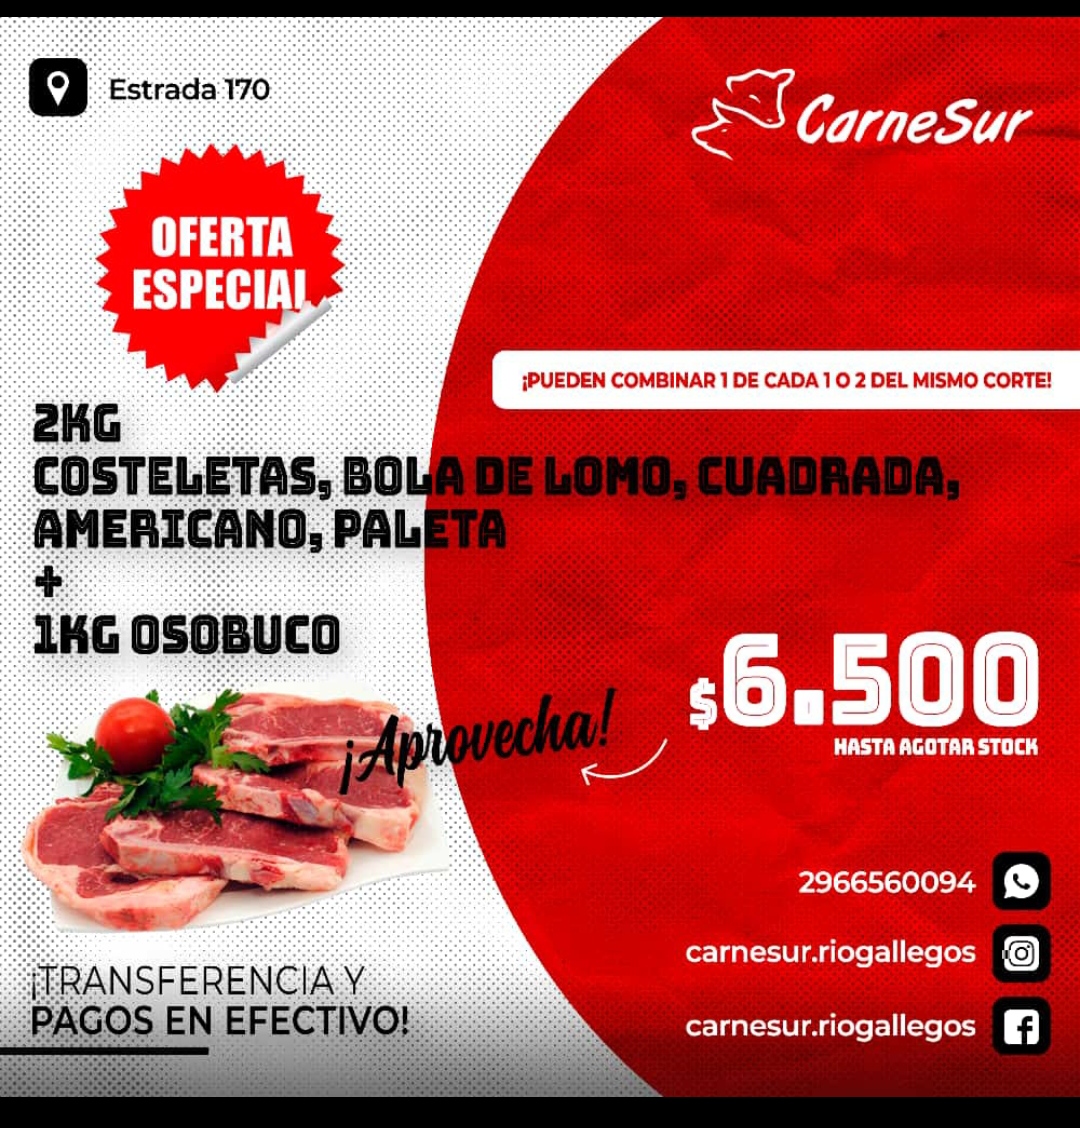 Estrada 170
CarneSur
OFERTA
ESPECIAL
¡PUEDEN COMBINAR 1 DE CADA 1 O 2 DEL MISMO CORTE!
2KG
COSTELETAS, BOLA DE LOMO, CUADRADA,
AMERICANO, PALETA
+
1KG OSOBUCO
$6.500
HASTA AGOTAR STOCK
¡Aprovecha!
2966560094
carnesur.riogallegos
carnesur.riogallegos
¡TRANSFERENCIA Y
PAGOS EN EFECTIVO!